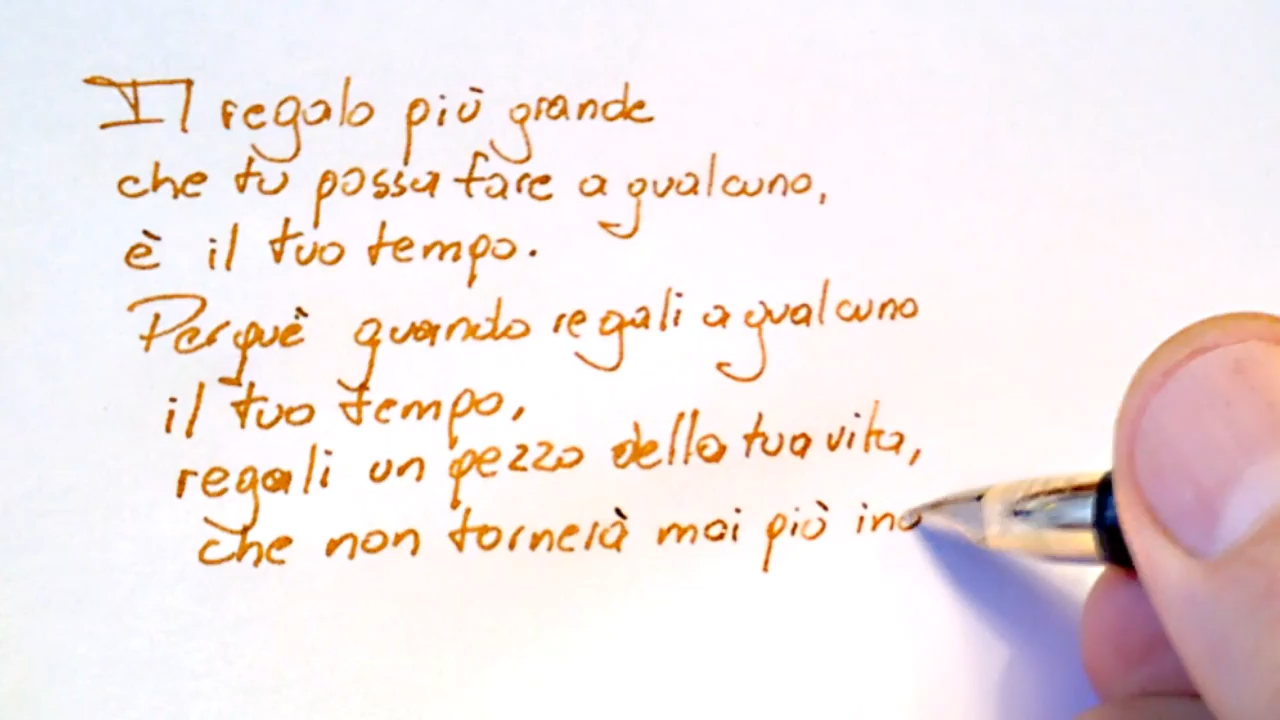 Il regalo più grande
che tu possa fare a qualcuno,
è il tuo tempo.
Perquè quando regali a qualcuno
il tuo tempo,
regali un pezzo della tua vita,
che non tornerà mai più